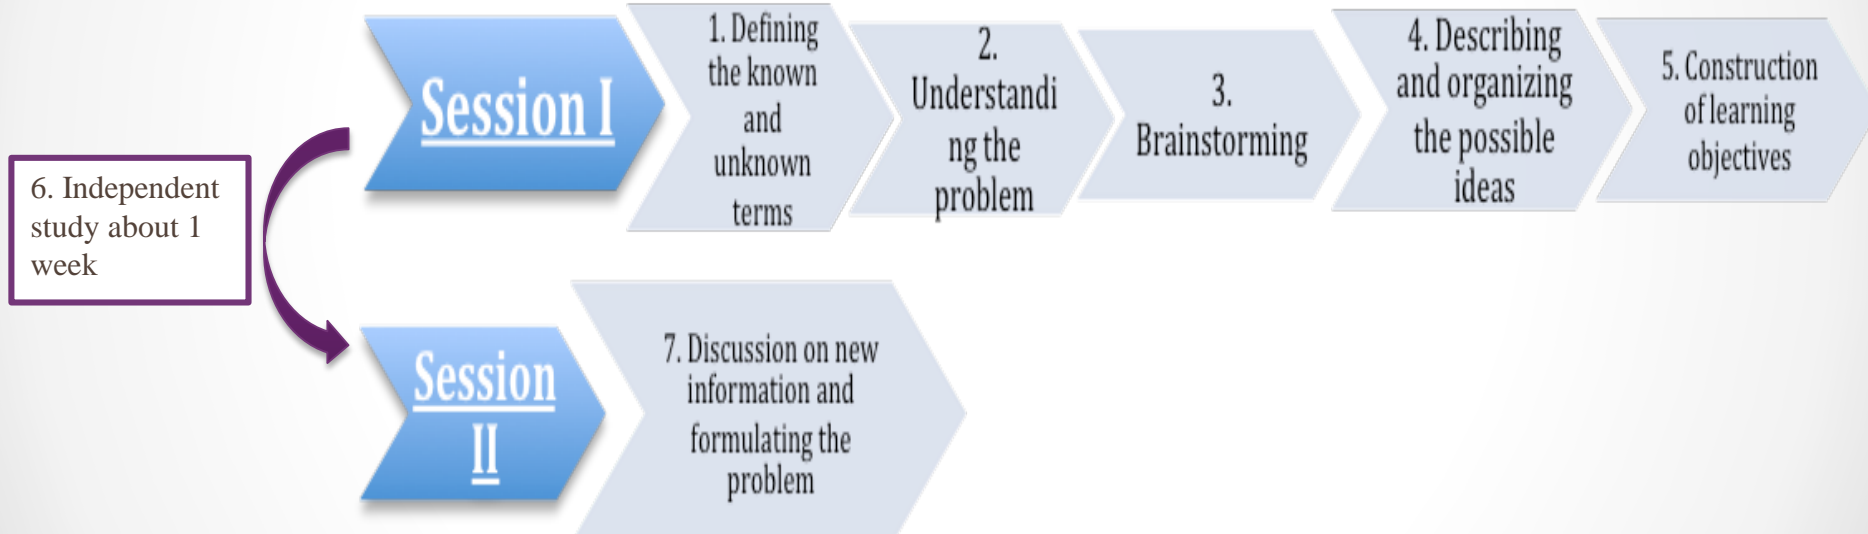 Session I
1. Defining
the known
and
unknown
terms
2.
Understandi
ng the
problem
3.
Brainstorming
4. Describing
and organizing
the possible
ideas
5. Construction
of learning
objectives
6. Independent
study about 1
week
Session
II
7. Discussion on new
information and
formulating the
problem